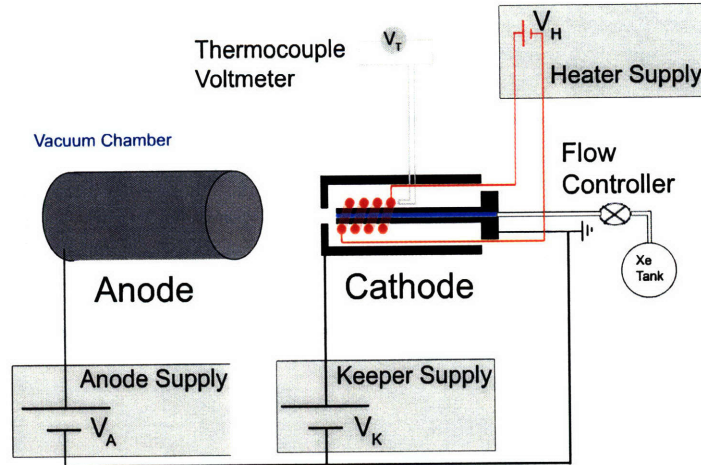 V_T
Thermocouple
Voltmeter
V_H
Heater Supply
Vacuum Chamber
Flow
Controller
Xe
Tank
Anode
Cathode
Anode Supply
V_A
Keeper Supply
V_K